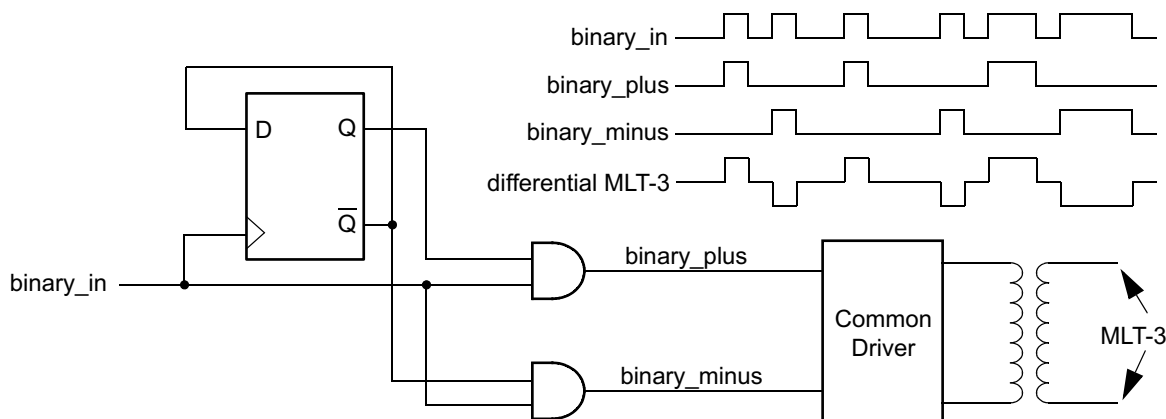 binary_in
binary_plus
binary_minus
differential MLT-3
D
Q
Q̅
binary_in
binary_plus
binary_minus
Common
Driver
MLT-3